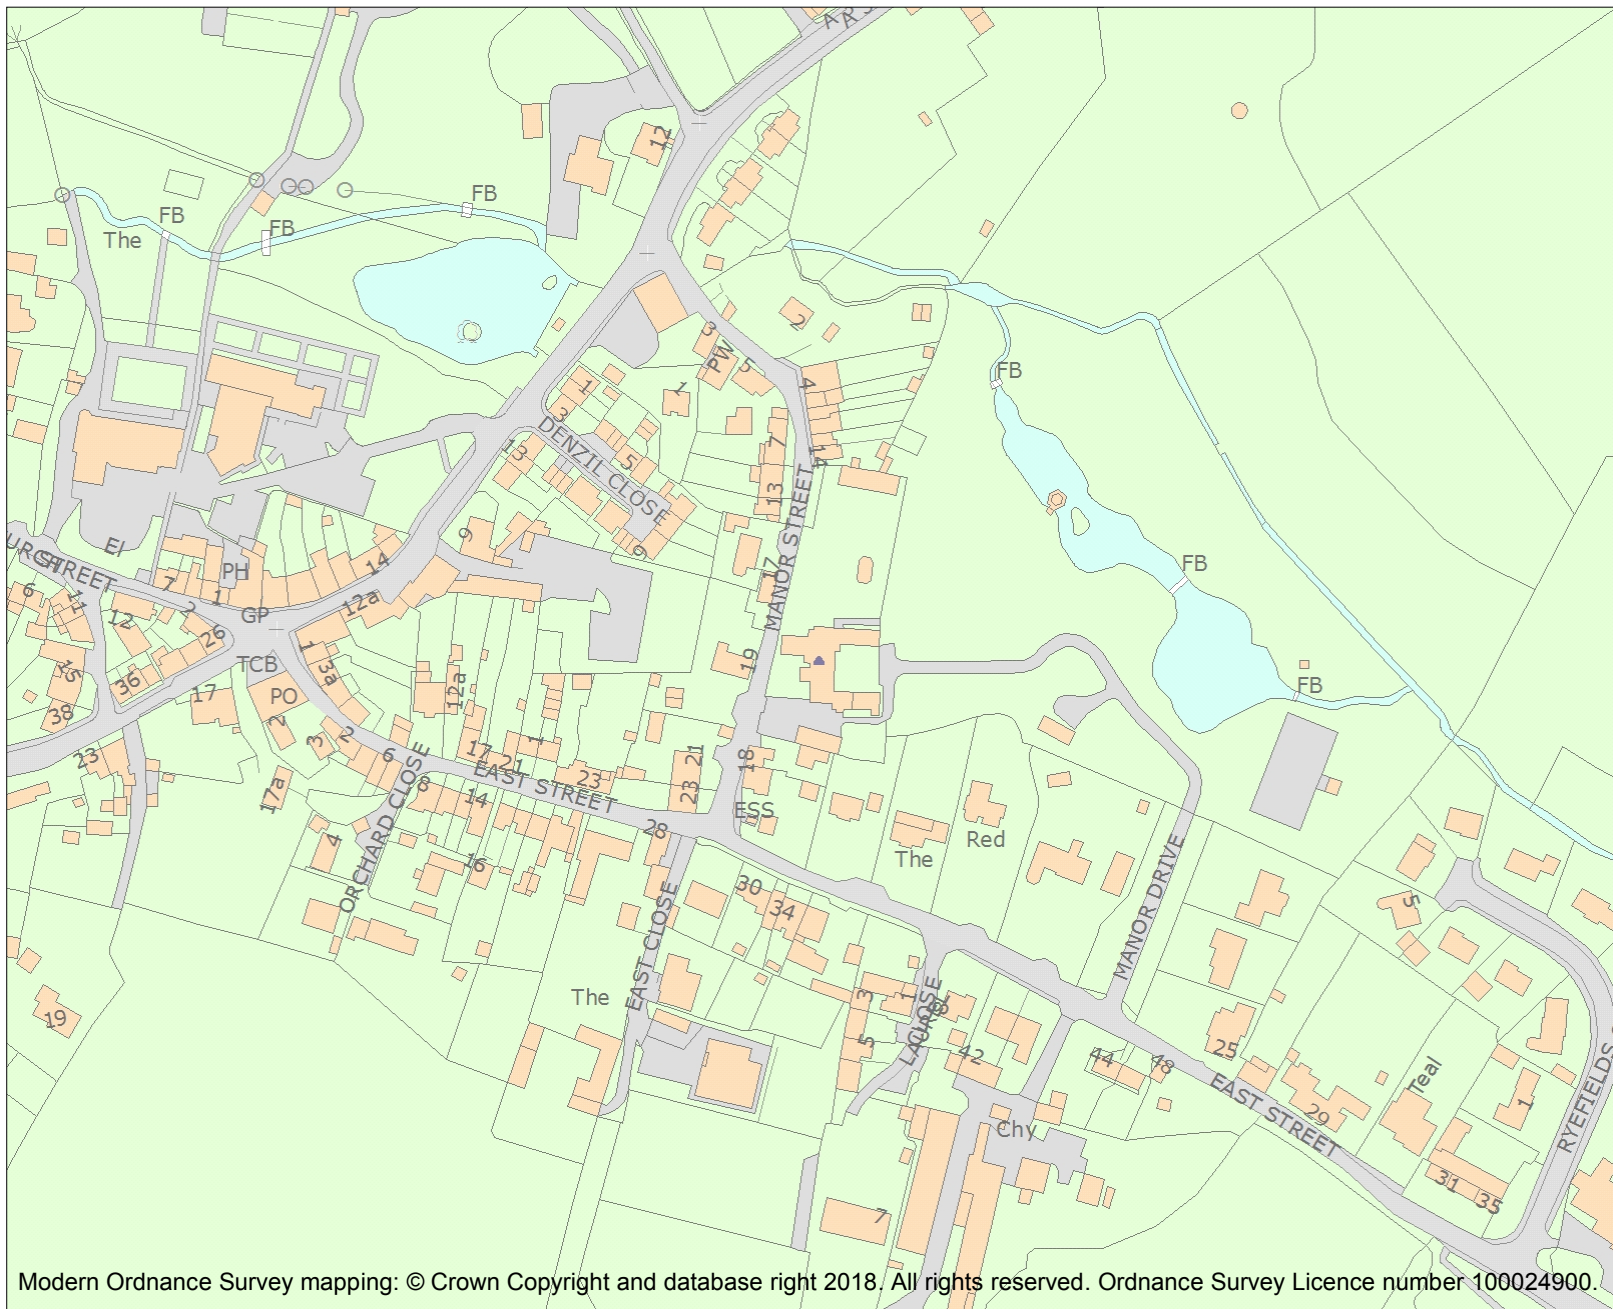 12
FB
FB
FB
The
2
3
PW
5
1
4
FB
1
3
DENZIL CLOSE
13
5
7
14
13
9
9
MANOR STREET
17
El
STREET
PH
14
7
1
GP
12a
FB
6
11
12
2
26
TCB
1
3a
15
36
17
PO
12a
19
FB
38
2
3
2
6
17
21
1
23
21
18
23
17a
8
14
EAST STREET
23
ESS
28
The
Red
ORCHARD CLOSE
4
16
30
34
EAST CLOSE
MANOR DRIVE
5
The
19
3
1
5
LAUREL
CLOSE
42
44
48
25
EAST STREET
29
Teal
1
RYEFIELDS
Chy
7
31
35
Modern Ordnance Survey mapping: © Crown Copyright and database right 2018. All rights reserved. Ordnance Survey Licence number 100024900.